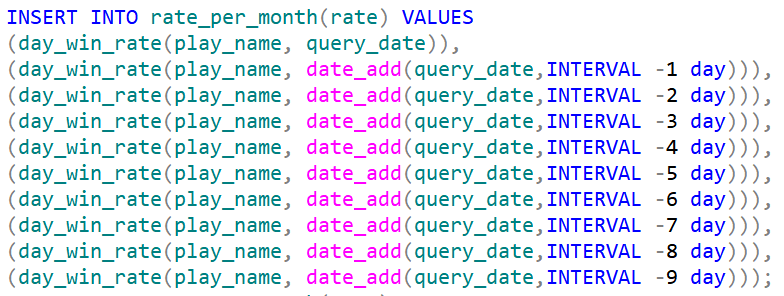 INSERT INTO rate_per_month(rate) VALUES
(day_win_rate(play_name, query_date)),
(day_win_rate(play_name, date_add(query_date,INTERVAL -1 day))),
(day_win_rate(play_name, date_add(query_date,INTERVAL -2 day))),
(day_win_rate(play_name, date_add(query_date,INTERVAL -3 day))),
(day_win_rate(play_name, date_add(query_date,INTERVAL -4 day))),
(day_win_rate(play_name, date_add(query_date,INTERVAL -5 day))),
(day_win_rate(play_name, date_add(query_date,INTERVAL -6 day))),
(day_win_rate(play_name, date_add(query_date,INTERVAL -7 day))),
(day_win_rate(play_name, date_add(query_date,INTERVAL -8 day))),
(day_win_rate(play_name, date_add(query_date,INTERVAL -9 day)));